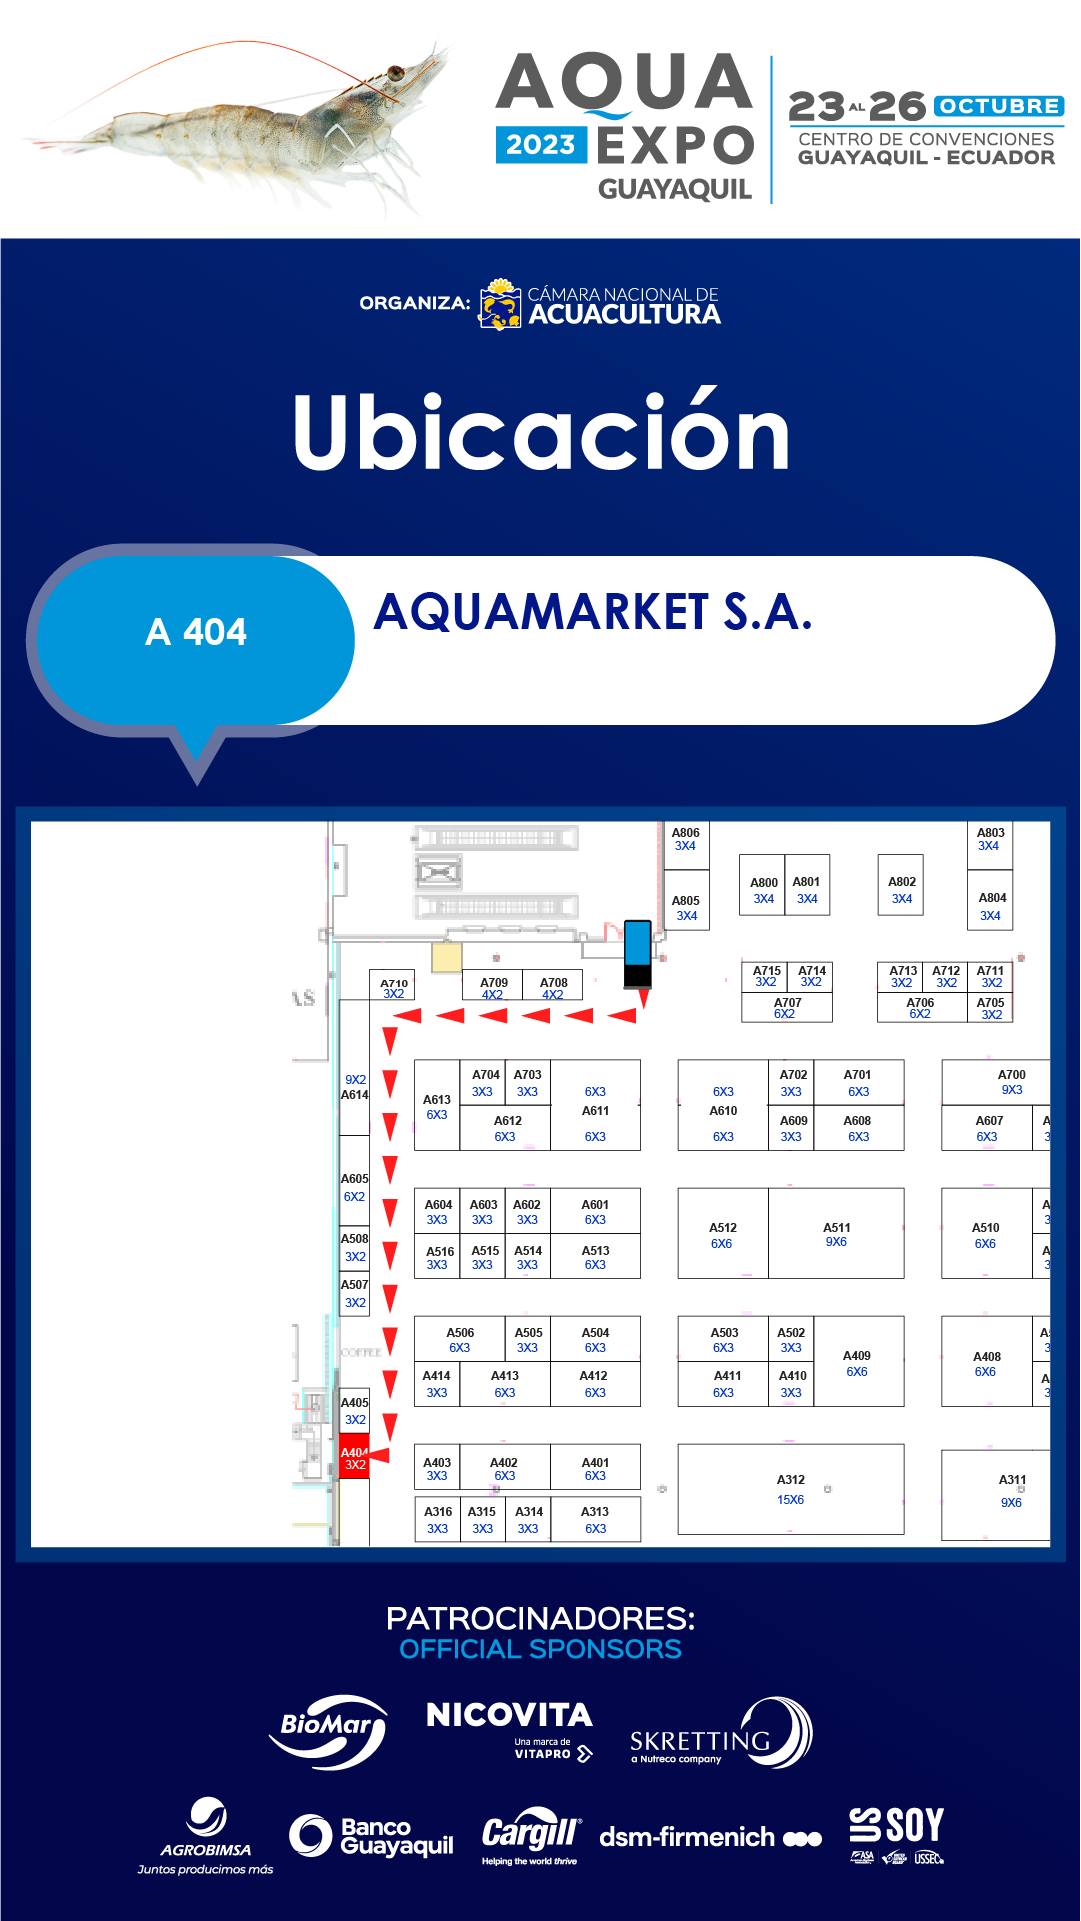 AQUA
2023 EXPO
GUAYAQUIL
23 AL 26 OCTUBRE
CENTRO DE CONVENCIONES
GUAYAQUIL - ECUADOR
ORGANIZA:
CÁMARA NACIONAL DE
ACUACULTURA
Ubicación
A 404
AQUAMARKET S.A.
A806
3X4
A803
3X4
A805
3X4
A800
3X4
A801
3X4
A802
3X4
A804
3X4
A710
3X2
A709
4X2
A708
4X2
A715
3X2
A714
3X2
A713
3X2
A712
3X2
A711
3X2
A707
6X2
A706
6X2
A705
3X2
AS
9X2
A614
A613
6X3
A704
3X3
A703
3X3
6X3
A611
6X3
A612
6X3
6X3
A610
6X3
A702
3X3
A701
6X3
A609
3X3
A608
6X3
A700
9X3
A607
6X3
A605
6X2
A508
3X2
A507
3X2
A604
3X3
A603
3X3
A602
3X3
A601
6X3
A516
3X3
A515
3X3
A514
3X3
A513
6X3
A512
6X6
A511
9X6
A510
6X6
COFFEE
A506
6X3
A505
3X3
A504
6X3
A414
3X3
A413
6X3
A412
6X3
A503
6X3
A502
3X3
A409
6X6
A411
6X3
A410
3X3
A408
6X6
A405
3X2
A404
3X2
A403
3X3
A402
6X3
A401
6X3
A316
3X3
A315
3X3
A314
3X3
A313
6X3
A312
15X6
A311
9X6
PATROCINADORES:
OFFICIAL SPONSORS
BioMar
NICOVITA
Una marca de
VITAPRO
SKRETTING
a Nutreco company
AGROBIMSA
Juntos producimos más
Banco
Guayaquil
Cargill®
Helping the world thrive
dsm-firmenich
US SOY
ASA
USSEC